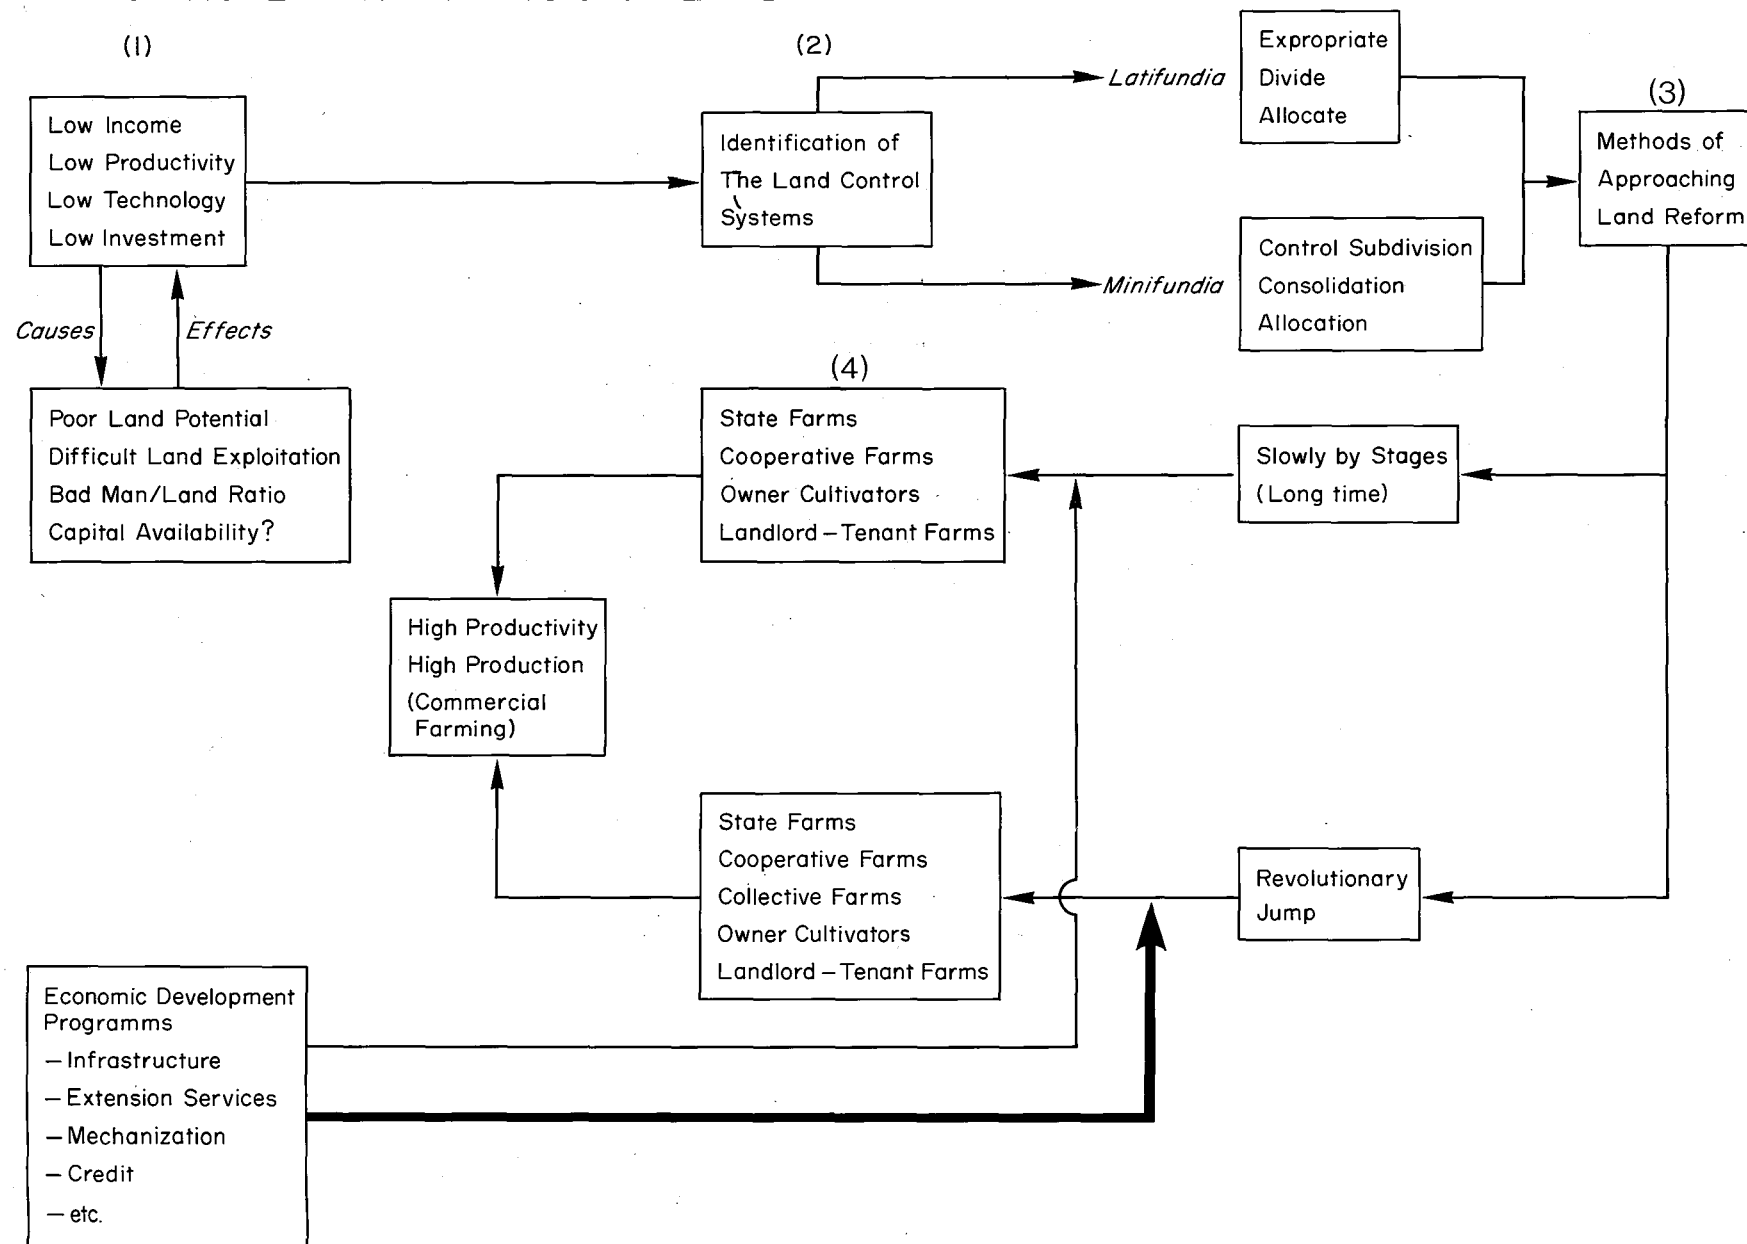 (1)
Low Income
Low Productivity
Low Technology
Low Investment
Causes
Effects
Poor Land Potential
Difficult Land Exploitation
Bad Man/Land Ratio
Capital Availability?
(2)
Identification of
The Land Control
Systems
Latifundia
Expropriate
Divide
Allocate
Minifundia
Control Subdivision
Consolidation
Allocation
(3)
Methods of
Approaching
Land Reform
Slowly by Stages
(Long time)
Revolutionary
Jump
(4)
State Farms
Cooperative Farms
Owner Cultivators
Landlord – Tenant Farms
High Productivity
High Production
(Commercial
Farming)
State Farms
Cooperative Farms
Collective Farms
Owner Cultivators
Landlord – Tenant Farms
Economic Development
Programms
– Infrastructure
– Extension Services
– Mechanization
– Credit
– etc.